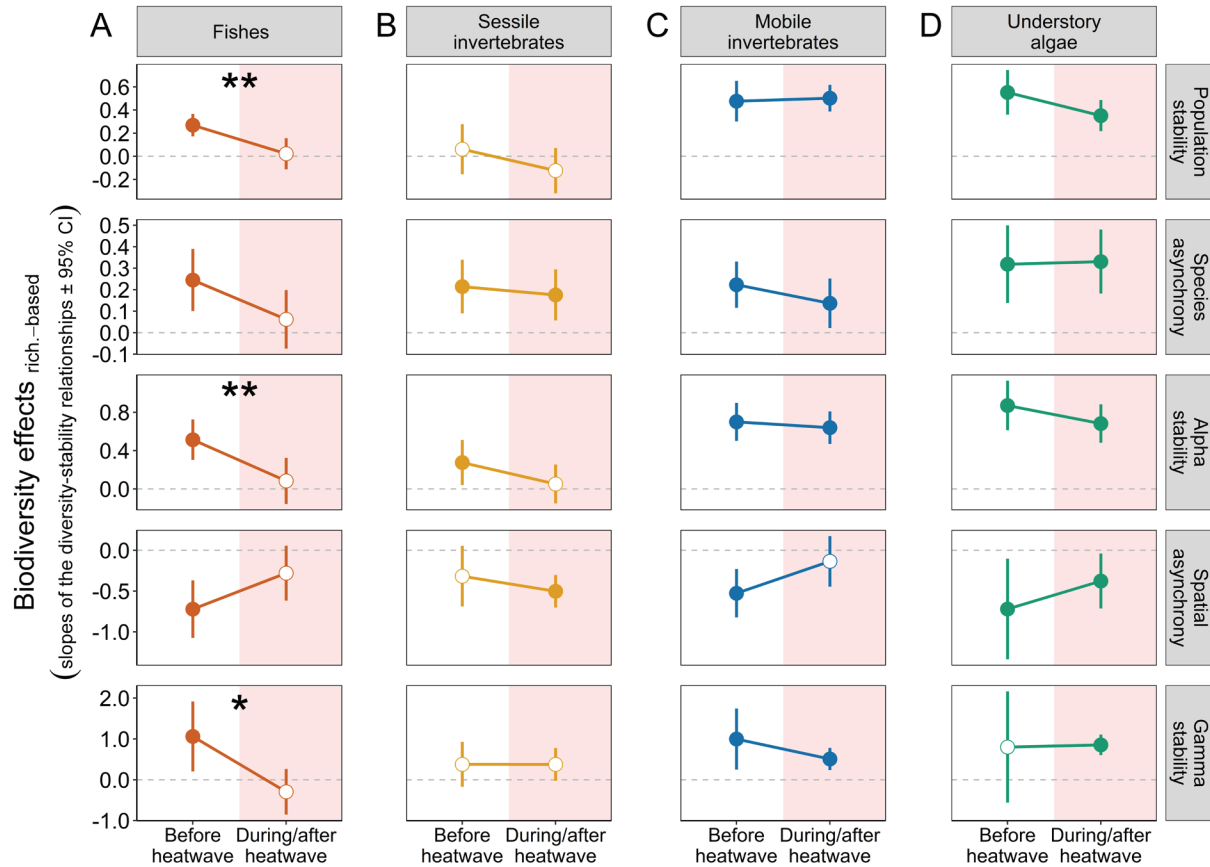 A
Fishes
B
Sessile
invertebrates
C
Mobile
invertebrates
D
Understory
algae
Biodiversity effects rich.–based
(slopes of the diversity-stability relationships ± 95% CI)
0.6
0.4
0.2
0.0
-0.2
**
Population
stability
0.5
0.4
0.3
0.2
0.1
0.0
-0.1
Species
asynchrony
0.8
0.4
0.0
**
Alpha
stability
0.0
-0.5
-1.0
Spatial
asynchrony
2.0
1.0
0.0
-1.0
*
Gamma
stability
Before
heatwave
During/after
heatwave
Before
heatwave
During/after
heatwave
Before
heatwave
During/after
heatwave
Before
heatwave
During/after
heatwave